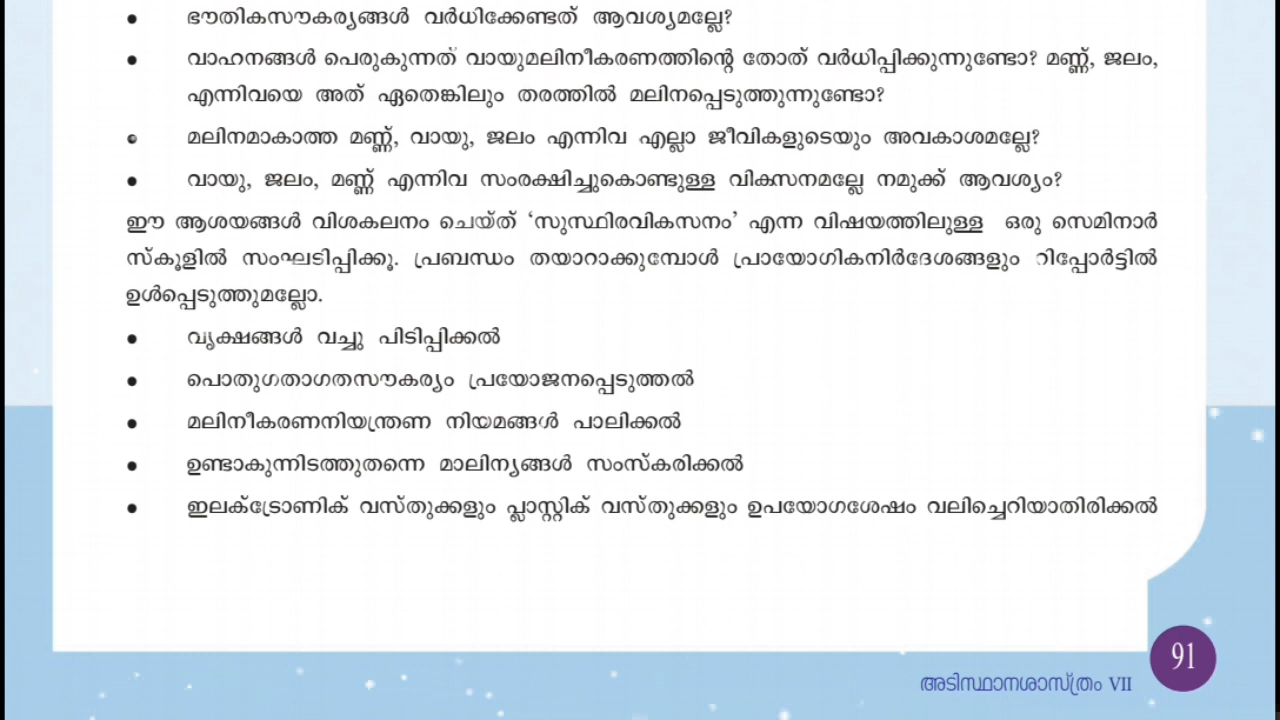 • ഭൗതികസൗകര്യങ്ങൾ വർധിക്കേണ്ടത് ആവശ്യമല്ലേ?
• വാഹനങ്ങൾ പെരുകുന്നത് വായുമലിനീകരണത്തിന്റെ തോത് വർധിപ്പിക്കുന്നുണ്ടോ? മണ്ണ്, ജലം,
എന്നിവയെ അത് ഏതെങ്കിലും തരത്തിൽ മലിനപ്പെടുത്തുന്നുണ്ടോ?
• മലിനമാകാത്ത മണ്ണ്, വായു, ജലം എന്നിവ എല്ലാ ജീവികളുടെയും അവകാശമല്ലേ?
• വായു, ജലം, മണ്ണ് എന്നിവ സംരക്ഷിച്ചുകൊണ്ടുള്ള വികസനമല്ലേ നമുക്ക് ആവശ്യം?
ഈ ആശയങ്ങൾ വിശകലനം ചെയ്ത് ‘സുസ്ഥിരവികസനം’ എന്ന വിഷയത്തിലുള്ള ഒരു സെമിനാർ
സ്കൂളിൽ സംഘടിപ്പിക്കൂ. പ്രബന്ധം തയാറാക്കുമ്പോൾ പ്രായോഗികനിർദേശങ്ങളും റിപ്പോർട്ടിൽ
ഉൾപ്പെടുത്തുമല്ലോ.
• വൃക്ഷങ്ങൾ വച്ചു പിടിപ്പിക്കൽ
• പൊതുഗതാഗതസൗകര്യം പ്രയോജനപ്പെടുത്തൽ
• മലിനീകരണനിയന്ത്രണ നിയമങ്ങൾ പാലിക്കൽ
• ഉണ്ടാകുന്നിടത്തുതന്നെ മാലിന്യങ്ങൾ സംസ്കരിക്കൽ
• ഇലക്ട്രോണിക് വസ്തുക്കളും പ്ലാസ്റ്റിക് വസ്തുക്കളും ഉപയോഗശേഷം വലിച്ചെറിയാതിരിക്കൽ
91
അടിസ്ഥാനശാസ്ത്രം VII